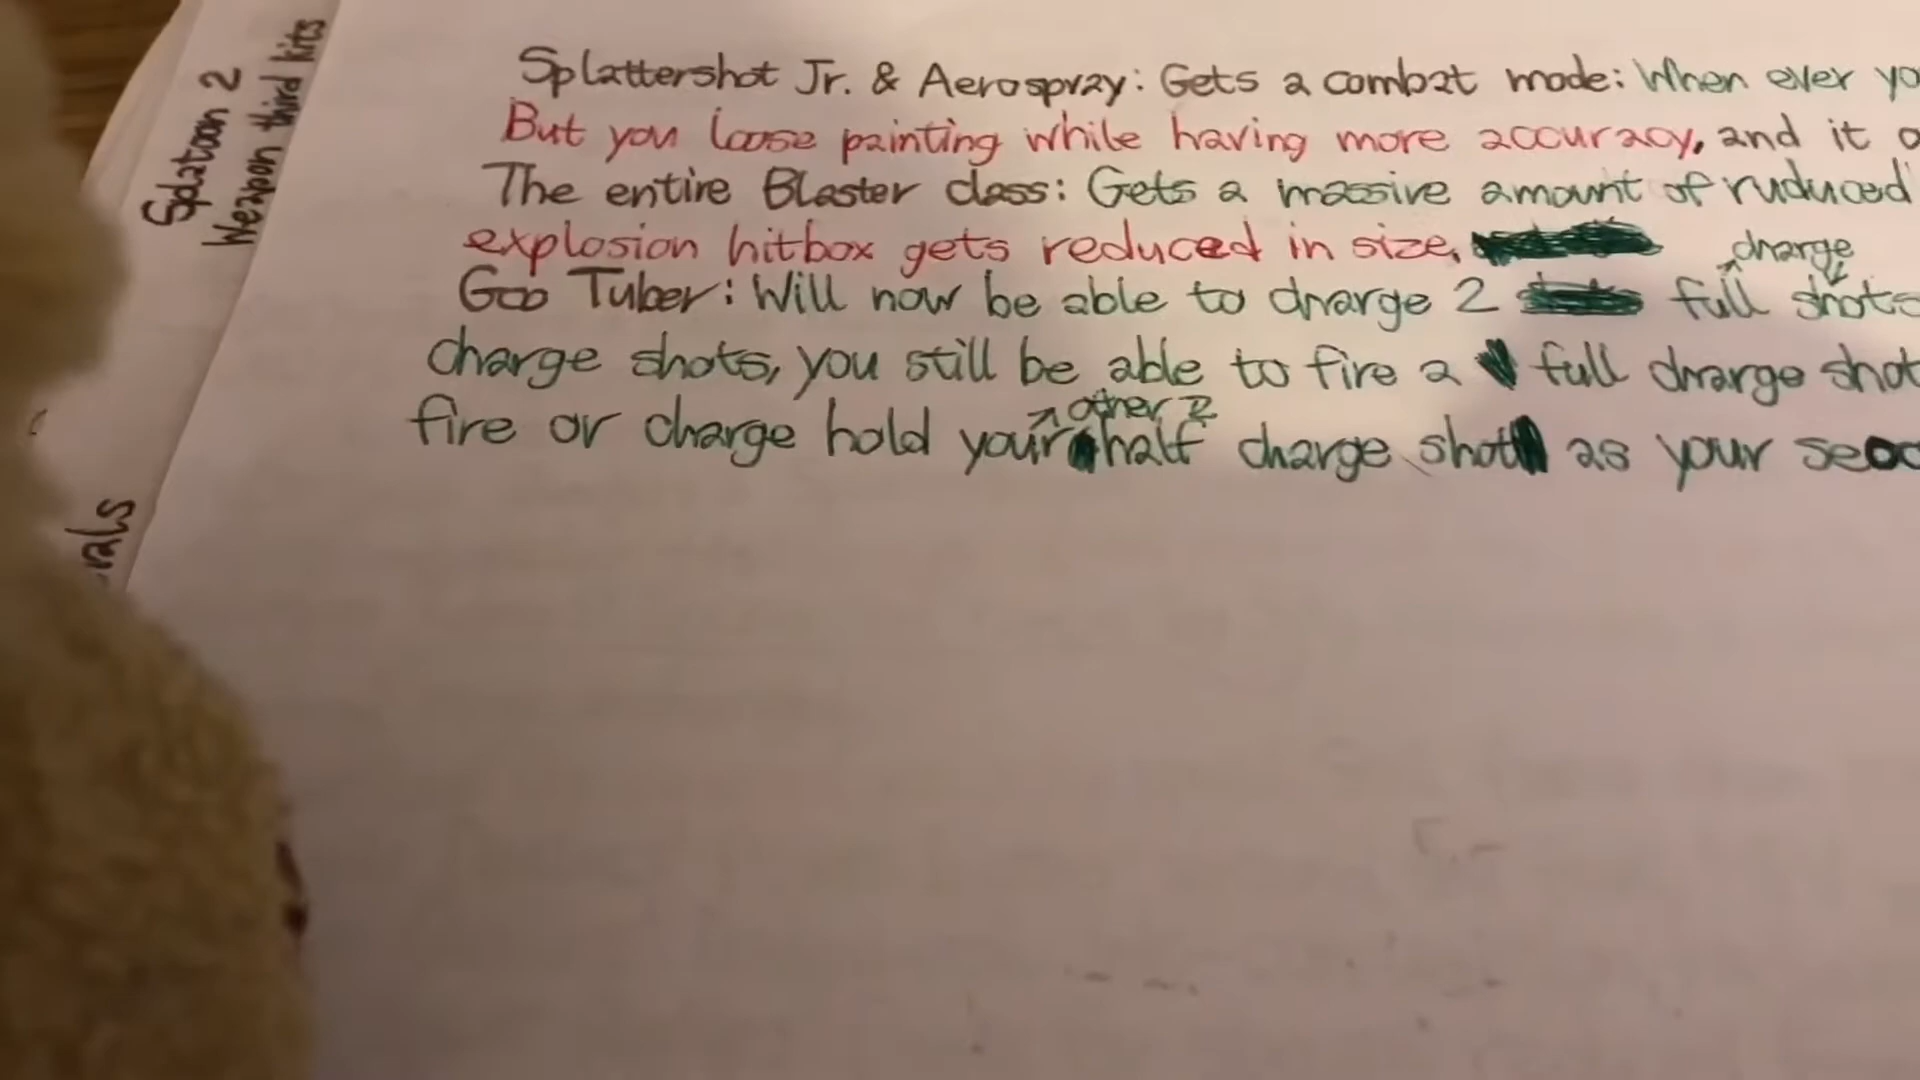 Splatoon 2
Weapon third kits
Splattershot Jr. & Aerospray: Gets a combat mode: When ever yo
But you loose painting while having more accuracy, and it
The entire Blaster class: Gets a massive amount of ruduced
explosion hitbox gets reduced in size.
charge
Goo Tuber: Will now be able to charge 2 full shots
charge shots, you still be able to fire a full charge shot
other 2
fire or charge hold your half charge shot as your seco
rals